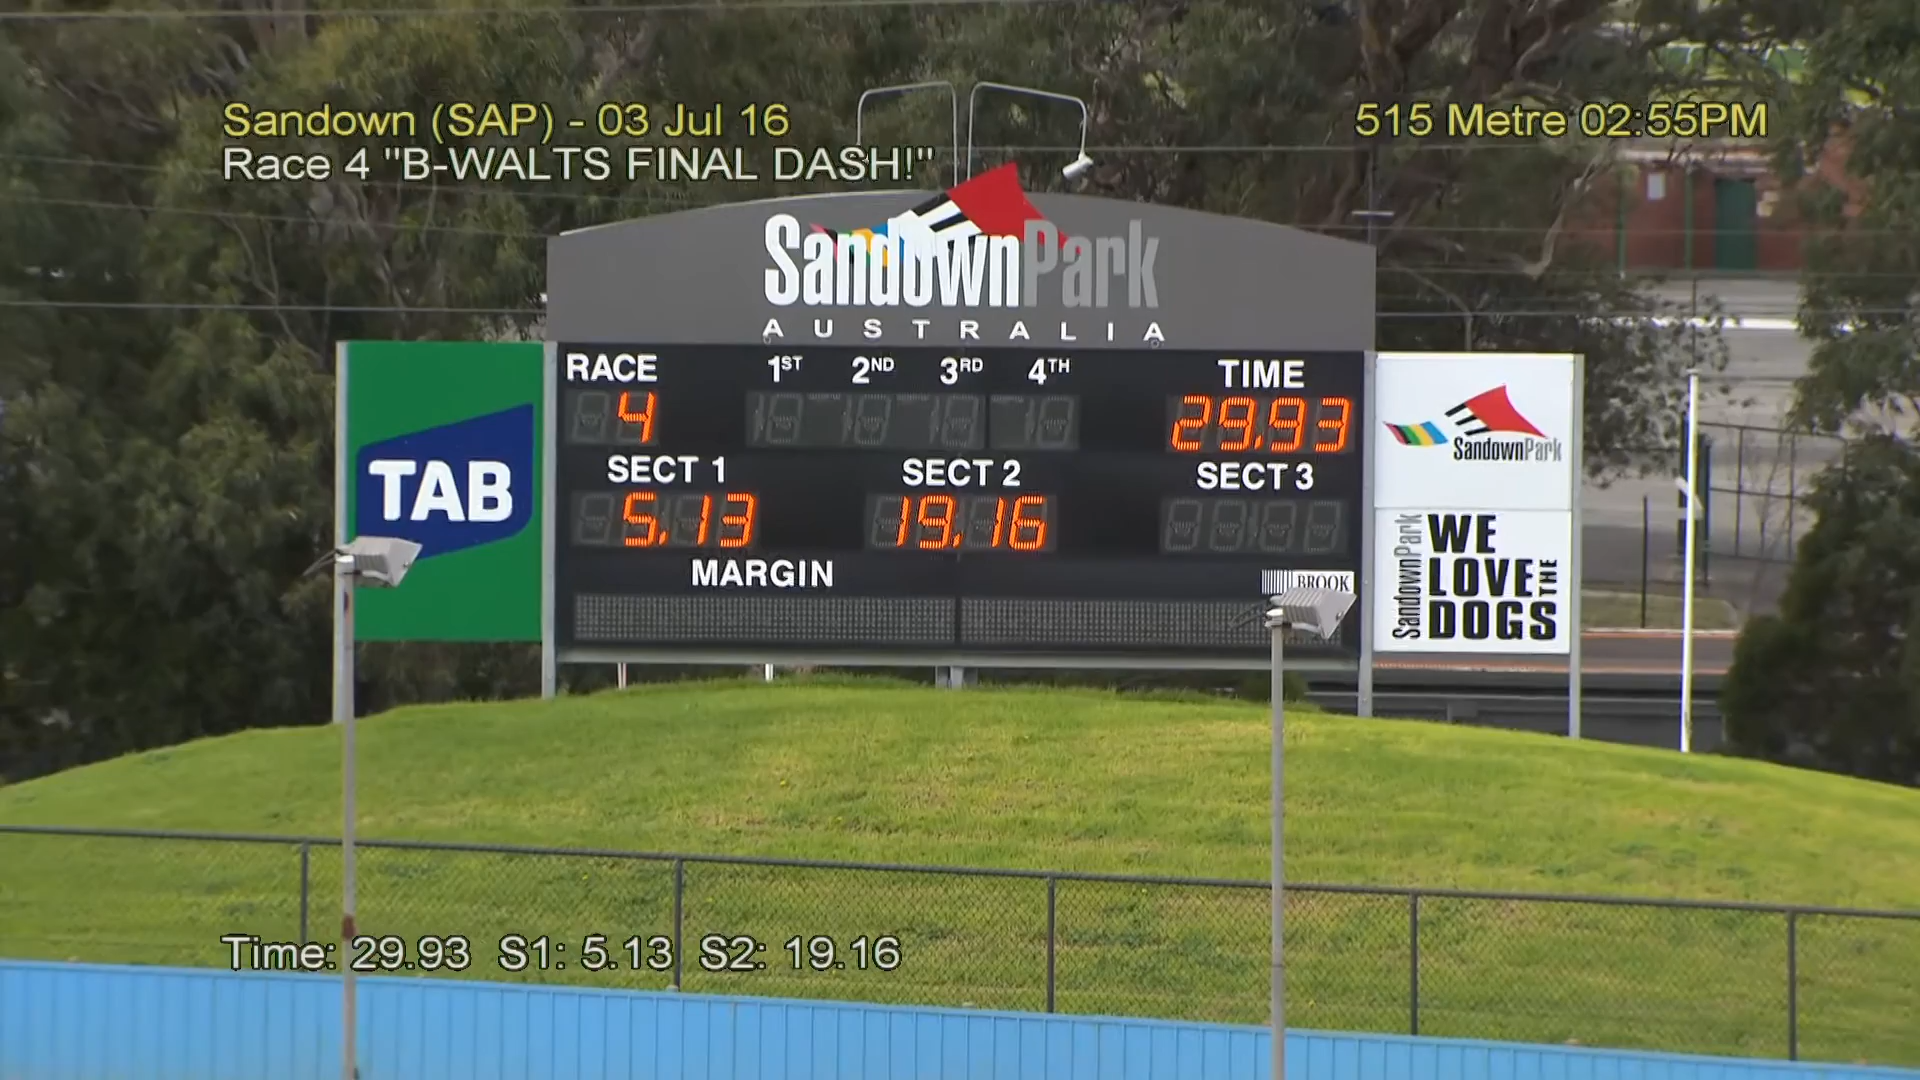 Sandown (SAP) - 03 Jul 16
515 Metre 02:55PM
Race 4 "B-WALTS FINAL DASH!"
SandownPark
AUSTRALIA
RACE 1ST 2ND 3RD 4TH TIME
4 29.93
SECT 1 SECT 2 SECT 3
5.13 19.16
MARGIN
BROOK
TAB
SandownPark
SandownPark
WE
LOVE THE
DOGS
Time: 29.93 S1: 5.13 S2: 19.16